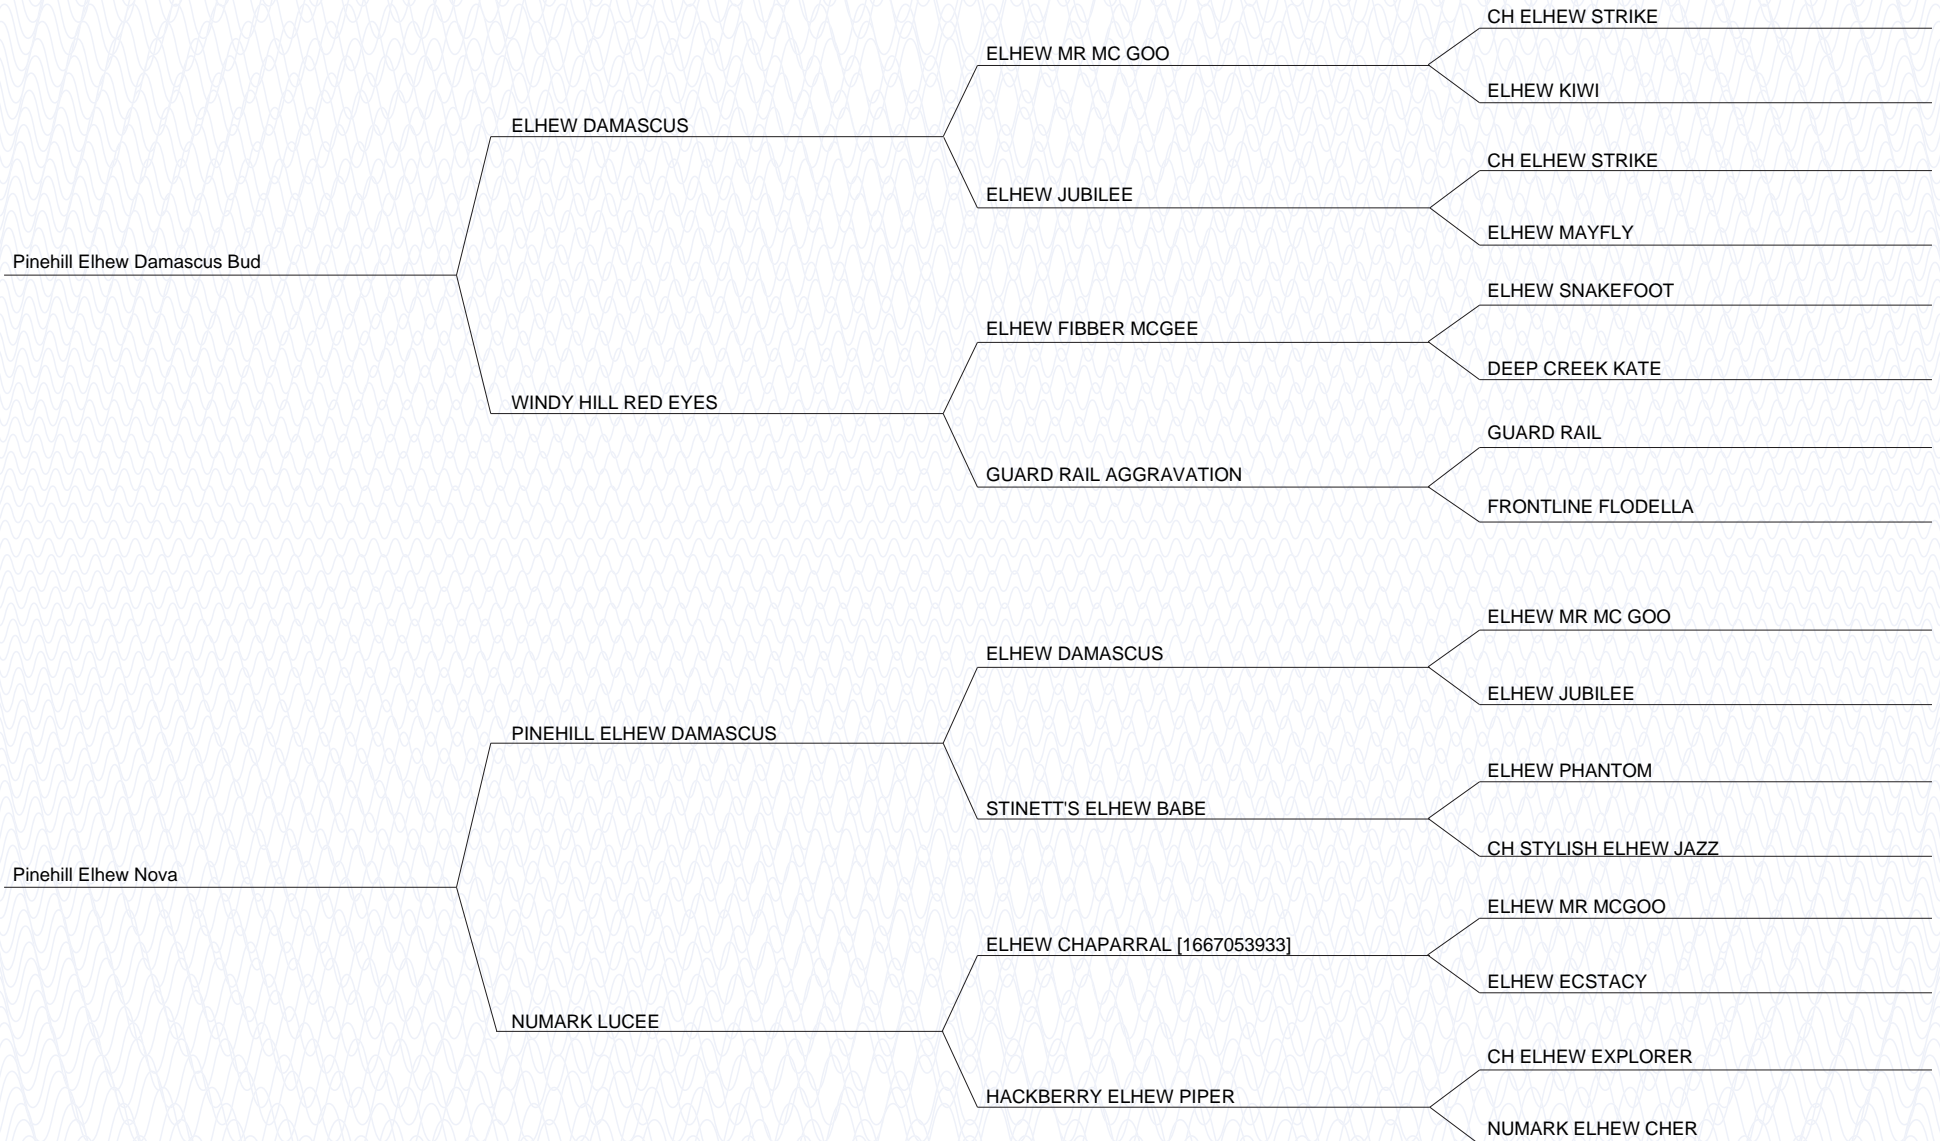 CH ELHEW STRIKE
ELHEW MR MC GOO
ELHEW KIWI
ELHEW DAMASCUS
CH ELHEW STRIKE
ELHEW JUBILEE
ELHEW MAYFLY
Pinehill Elhew Damascus Bud
ELHEW SNAKEFOOT
ELHEW FIBBER MCGEE
DEEP CREEK KATE
WINDY HILL RED EYES
GUARD RAIL
GUARD RAIL AGGRAVATION
FRONTLINE FLODELLA
ELHEW MR MC GOO
ELHEW DAMASCUS
ELHEW JUBILEE
PINEHILL ELHEW DAMASCUS
ELHEW PHANTOM
STINETT'S ELHEW BABE
CH STYLISH ELHEW JAZZ
Pinehill Elhew Nova
ELHEW MR MCGOO
ELHEW CHAPARRAL [1667053933]
ELHEW ECSTACY
NUMARK LUCEE
CH ELHEW EXPLORER
HACKBERRY ELHEW PIPER
NUMARK ELHEW CHER